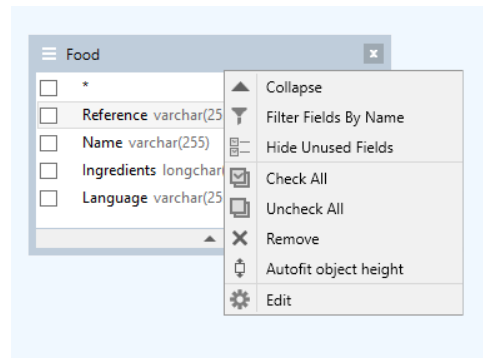 Food
*
Reference varchar(25
Name varchar(255)
Ingredients longchar(
Language varchar(25
Collapse
Filter Fields By Name
Hide Unused Fields
Check All
Uncheck All
Remove
Autofit object height
Edit